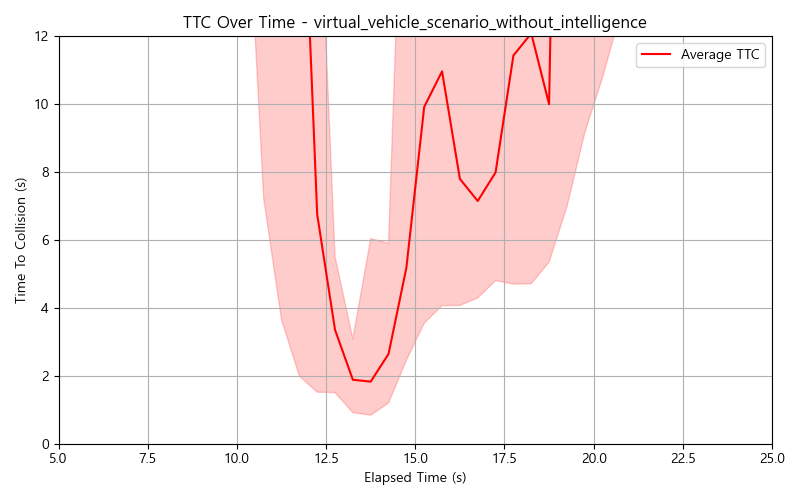 TTC Over Time - virtual_vehicle_scenario_without_intelligence
12
10
8
6
4
2
0
Time To Collision (s)
Average TTC
5.0 7.5 10.0 12.5 15.0 17.5 20.0 22.5 25.0
Elapsed Time (s)